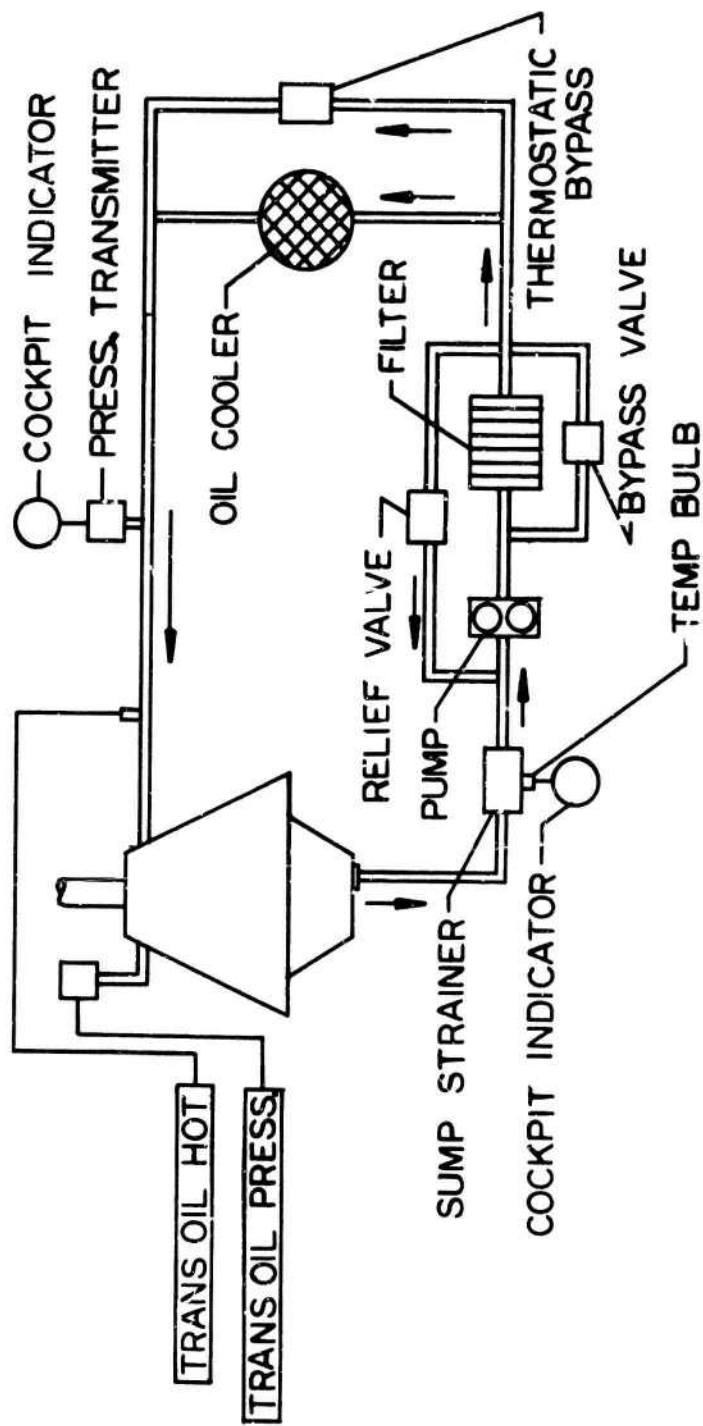 COCKPIT INDICATOR
PRESS. TRANSMITTER
TRANS OIL HOT
TRANS OIL PRESS.
OIL COOLER
THERMOSTATIC
BYPASS
RELIEF VALVE
FILTER
PUMP
BYPASS VALVE
SUMP STRAINER
TEMP BULB
COCKPIT INDICATOR